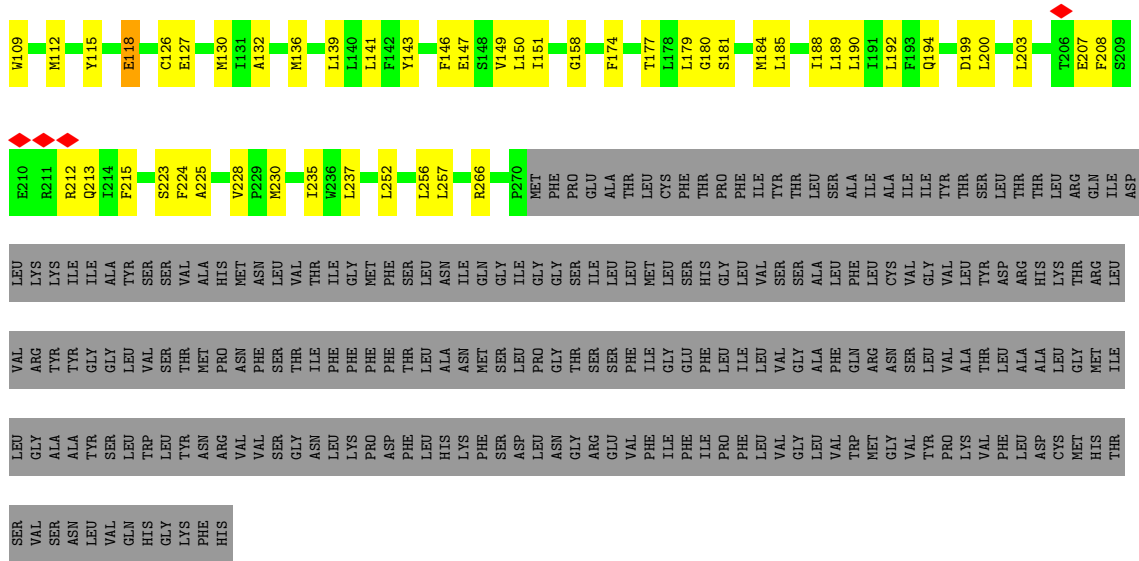 W109 M112 Y115 E118 C126 E127 M130 I131 A132 M136 L139 L140 L141 F142 Y143 F146 E147 S148 V149 L150 I151 G158 F174 T177 L178 L179 G180 S181 M184 L185 I188 L189 L190 I191 L192 F193 Q194 D199 L200 L203 T206 E207 F208 S209
E210 R211 R212 Q213 I214 F215 S223 F224 A225 V228 P229 M230 I235 W236 L237 L252 L256 L257 R266 P270 MET PHE PRO GLU ALA THR LEU CYS PHE THR PRO PHE ILE TYR THR LEU SER ALA ILE ALA ILE ILE TYR THR SER LEU THR THR LEU ARG GLN ILE ASP
LEU LYS LYS ILE ILE ALA TYR SER SER VAL ALA HIS MET ASN LEU VAL THR ILE GLY MET PHE SER LEU ASN ILE GLN GLY ILE GLY GLY SER ILE LEU LEU MET LEU SER HIS GLY LEU VAL SER SER ALA LEU PHE LEU CYS VAL GLY VAL LEU TYR ASP ARG HIS LYS THR ARG LEU
VAL ARG TYR TYR GLY GLY LEU VAL SER THR MET PRO ASN PHE SER THR ILE PHE PHE PHE PHE THR LEU ALA ASN MET SER LEU PRO GLY THR SER SER PHE ILE GLY GLU PHE LEU ILE LEU VAL GLY ALA PHE GLN ARG ASN SER LEU VAL ALA THR LEU ALA ALA LEU GLY MET ILE
LEU GLY ALA ALA TYR SER LEU TRP LEU TYR ASN ARG VAL VAL SER GLY ASN LEU LYS PRO ASP PHE LEU HIS LYS PHE SER ASP LEU ASN GLY ARG GLU VAL PHE ILE PHE ILE PRO PHE LEU VAL GLY LEU VAL TRP MET GLY VAL TYR PRO LYS VAL PHE LEU ASP CYS MET HIS THR
SER VAL SER ASN LEU VAL GLN HIS GLY LYS PHE HIS